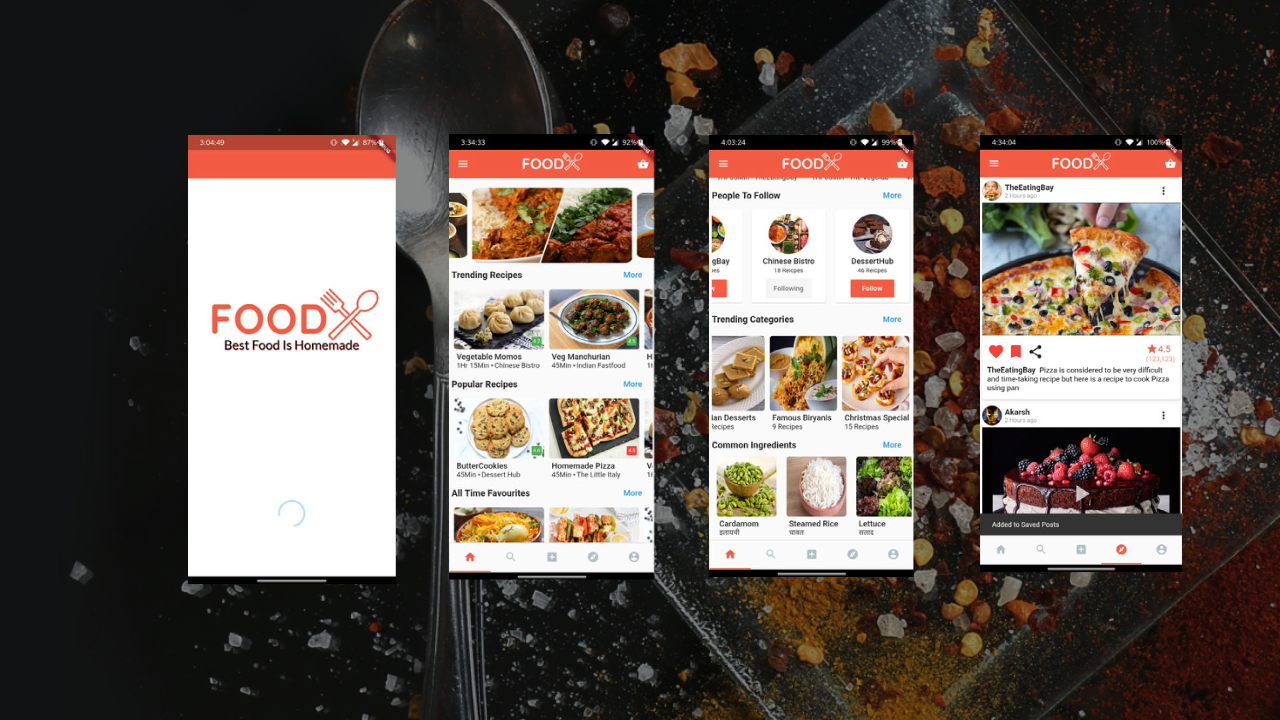 3:04:49
87%
FOODX
Best Food Is Homemade
3:34:33
92%
FOODX
Trending Recipes More
Vegetable Momos
1Hr 15Min • Chinese Bistro
Veg Manchurian
45Min • Indian Fastfood
Popular Recipes More
ButterCookies
45Min • Dessert Hub
Homemade Pizza
45Min • The Little Italy
All Time Favourites More
4:03:24
99%
FOODX
People To Follow More
gBay
Chinese Bistro
18 Reicpes
Following
DessertHub
46 Reicpes
Follow
Trending Categories More
ian Desserts
Recipes
Famous Biryanis
9 Recipes
Christmas Special
15 Recipes
Common Ingredients More
Cardamom
इलायची
Steamed Rice
चावल
Lettuce
सलाद
4:34:04
100%
FOODX
TheEatingBay
2 Hours ago
4.5
(123,123)
TheEatingBay Pizza is considered to be very difficult
and time-taking recipe but here is a recipe to cook Pizza
using pan
Akarsh
2 Hours ago
Added to Saved Posts